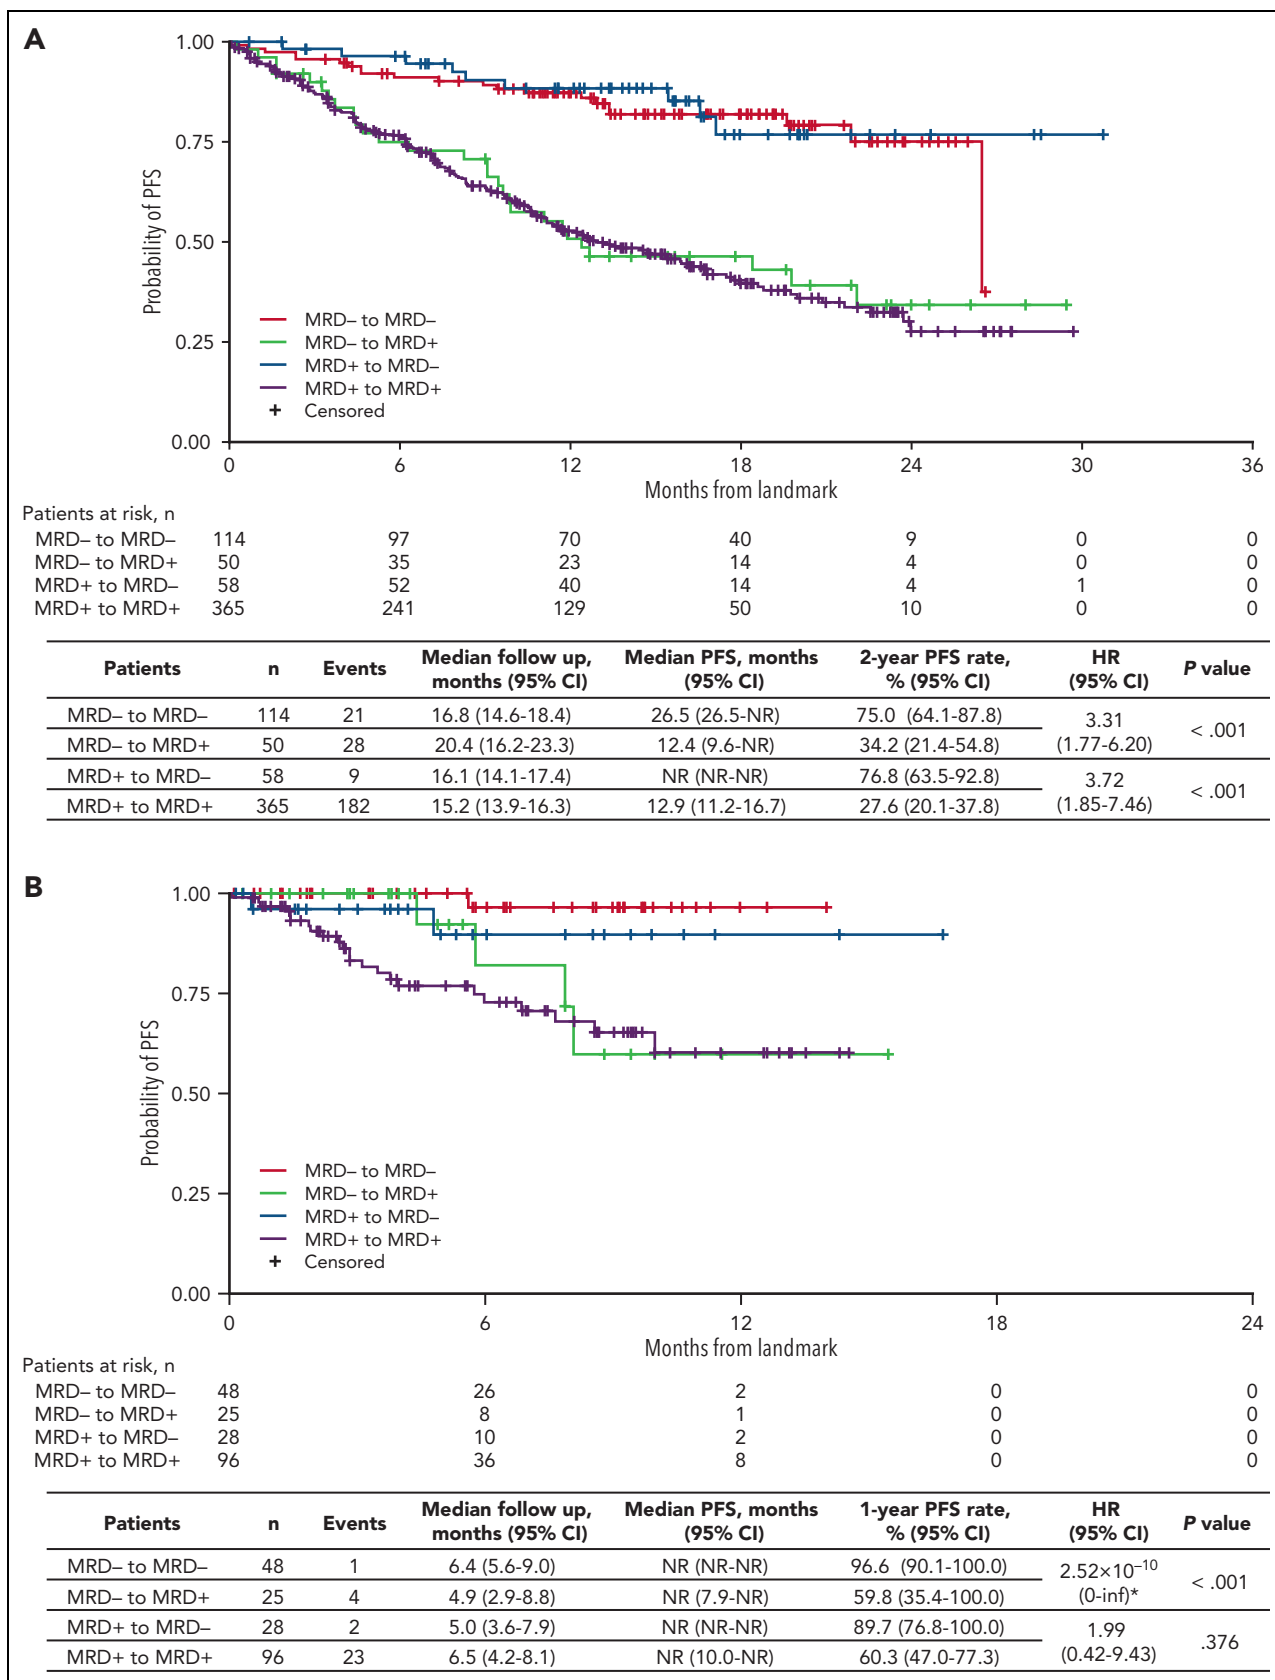 A
Probability of PFS
1.00
0.75
0.50
0.25
0.00
MRD– to MRD–
MRD– to MRD+
MRD+ to MRD–
MRD+ to MRD+
+ Censored
0 6 12 18 24 30 36
Months from landmark
Patients at risk, n
MRD– to MRD– 114 97 70 40 9 0 0
MRD– to MRD+ 50 35 23 14 4 0 0
MRD+ to MRD– 58 52 40 14 4 1 0
MRD+ to MRD+ 365 241 129 50 10 0 0
Patients n Events Median follow up, months (95% CI) Median PFS, months (95% CI) 2-year PFS rate, % (95% CI) HR (95% CI) P value
MRD– to MRD– 114 21 16.8 (14.6-18.4) 26.5 (26.5-NR) 75.0 (64.1-87.8) 3.31 (1.77-6.20) < .001
MRD– to MRD+ 50 28 20.4 (16.2-23.3) 12.4 (9.6-NR) 34.2 (21.4-54.8)
MRD+ to MRD– 58 9 16.1 (14.1-17.4) NR (NR-NR) 76.8 (63.5-92.8) 3.72 (1.85-7.46) < .001
MRD+ to MRD+ 365 182 15.2 (13.9-16.3) 12.9 (11.2-16.7) 27.6 (20.1-37.8)
B
Probability of PFS
1.00
0.75
0.50
0.25
0.00
MRD– to MRD–
MRD– to MRD+
MRD+ to MRD–
MRD+ to MRD+
+ Censored
0 6 12 18 24
Months from landmark
Patients at risk, n
MRD– to MRD– 48 26 2 0 0
MRD– to MRD+ 25 8 1 0 0
MRD+ to MRD– 28 10 2 0 0
MRD+ to MRD+ 96 36 8 0 0
Patients n Events Median follow up, months (95% CI) Median PFS, months (95% CI) 1-year PFS rate, % (95% CI) HR (95% CI) P value
MRD– to MRD– 48 1 6.4 (5.6-9.0) NR (NR-NR) 96.6 (90.1-100.0) 2.52×10⁻¹⁰ (0-inf)* < .001
MRD– to MRD+ 25 4 4.9 (2.9-8.8) NR (7.9-NR) 59.8 (35.4-100.0)
MRD+ to MRD– 28 2 5.0 (3.6-7.9) NR (NR-NR) 89.7 (76.8-100.0) 1.99 (0.42-9.43) .376
MRD+ to MRD+ 96 23 6.5 (4.2-8.1) NR (10.0-NR) 60.3 (47.0-77.3)